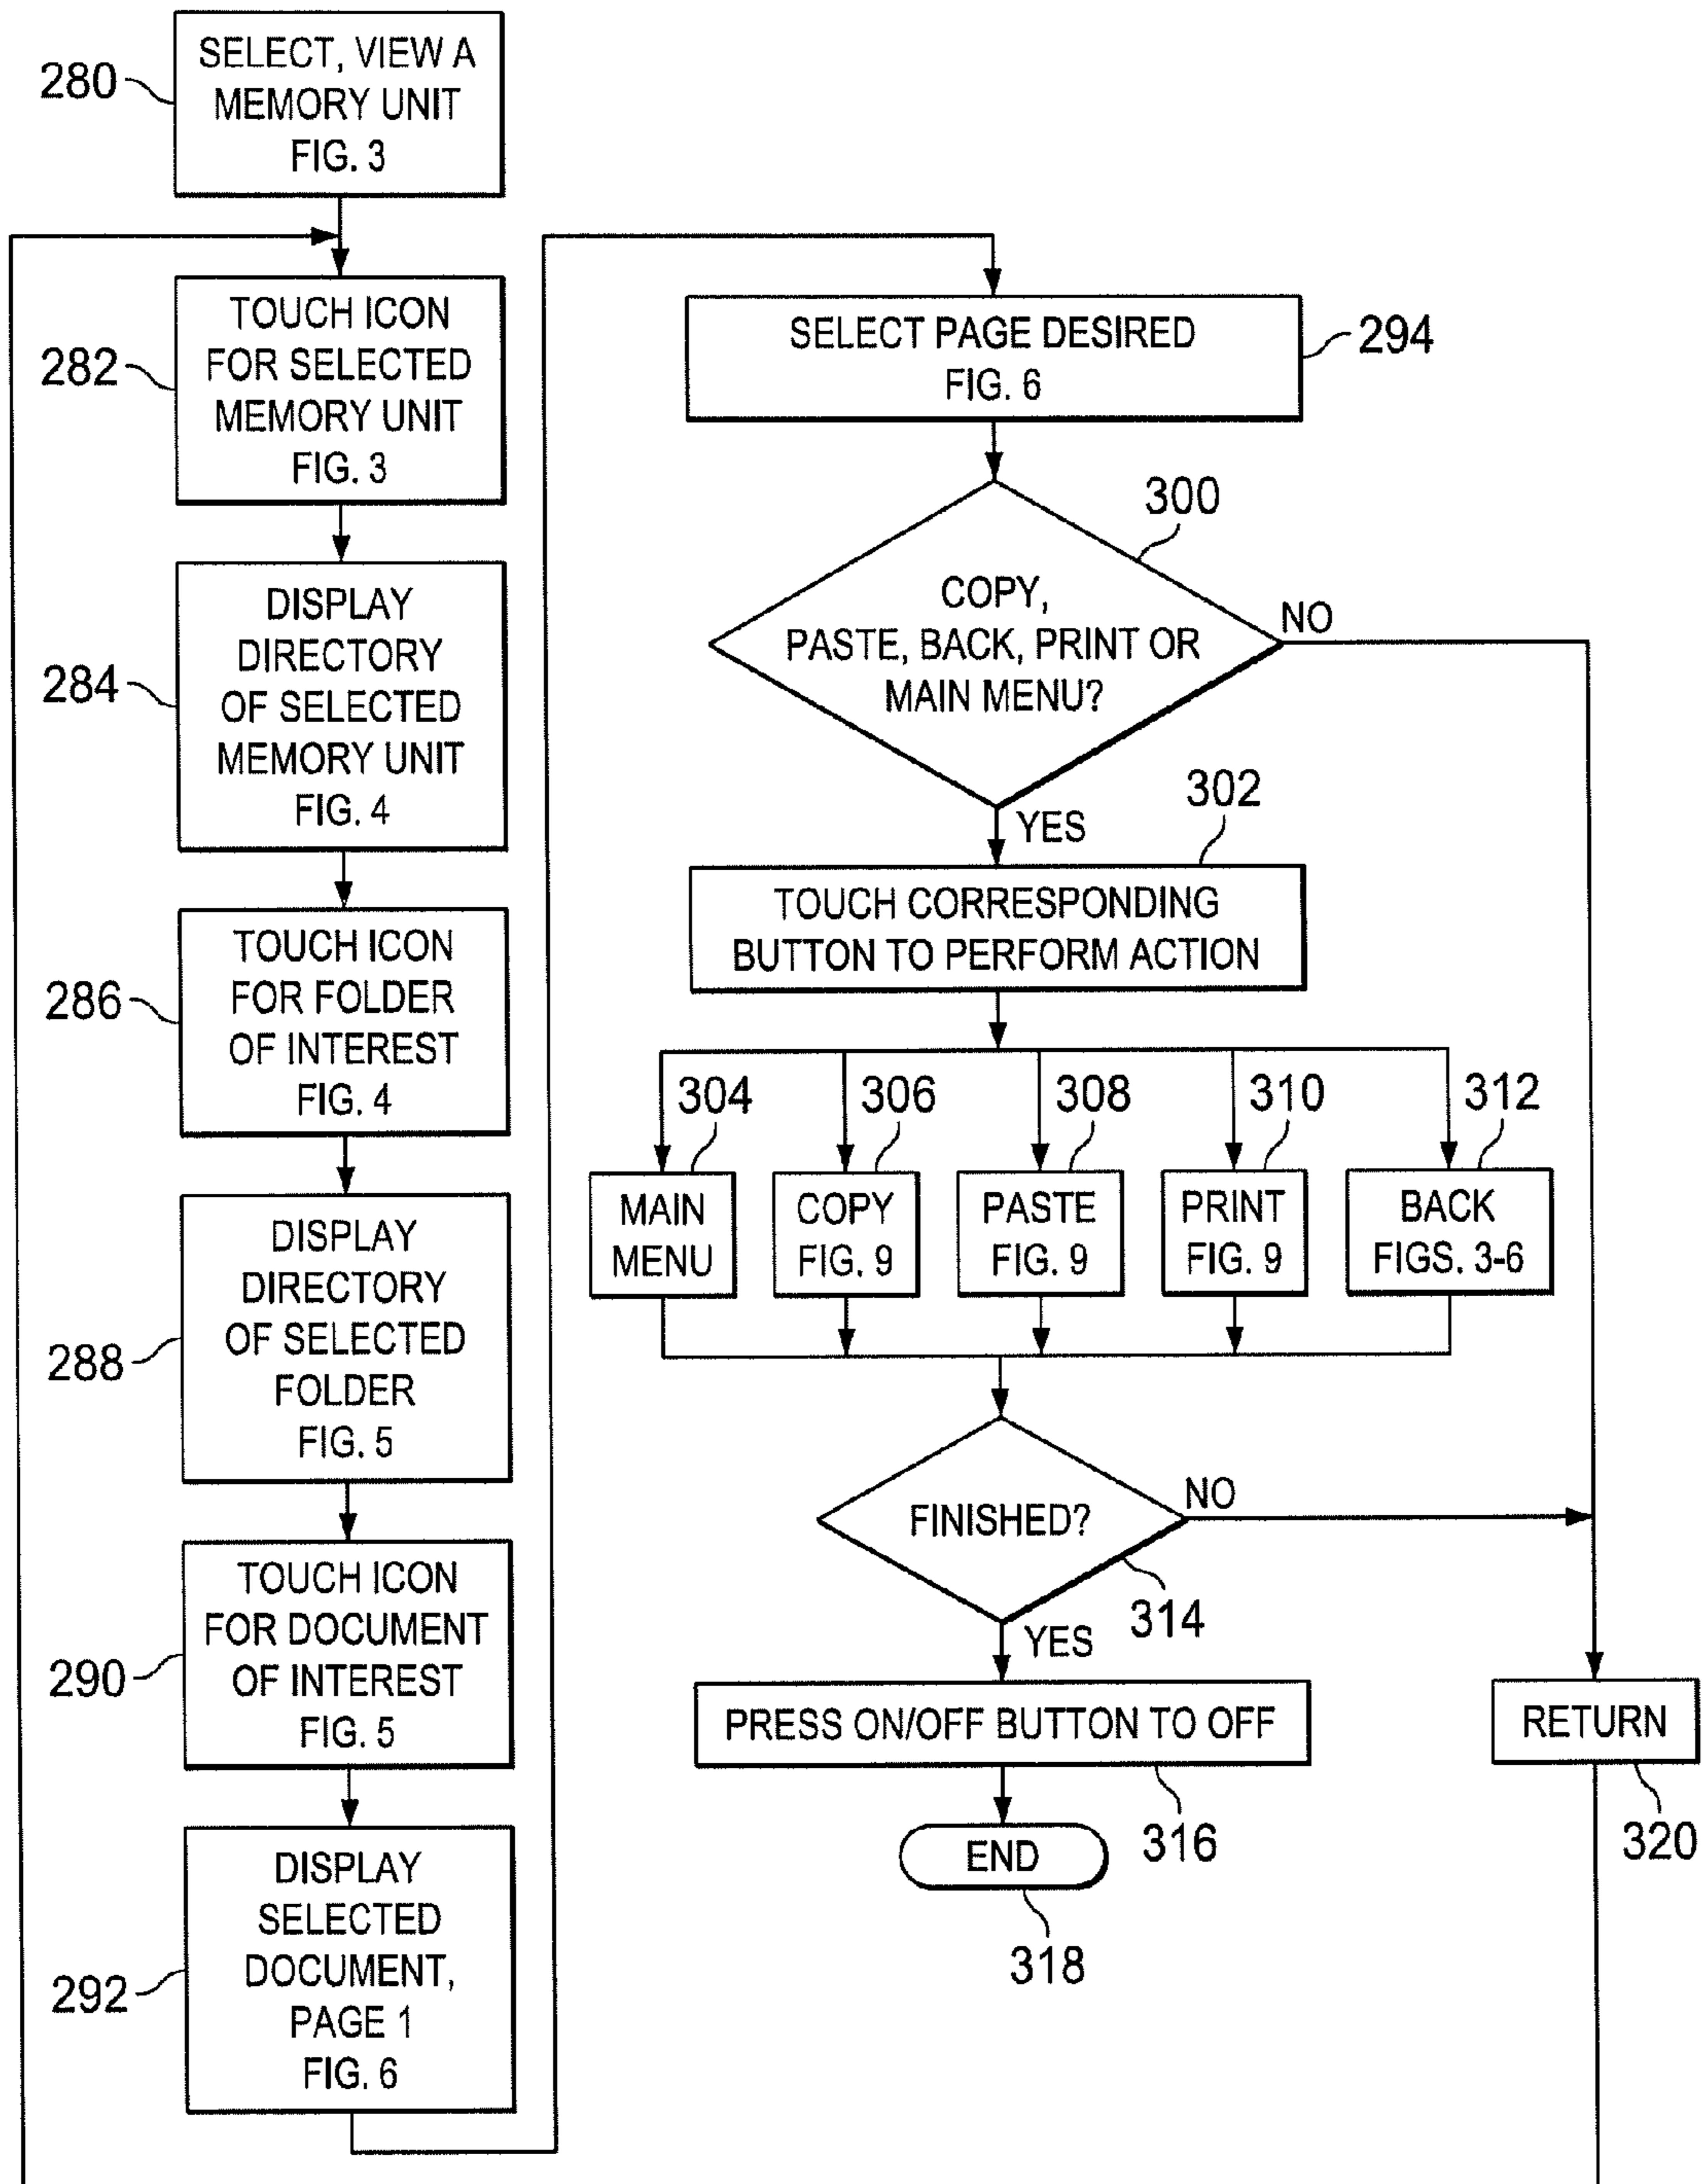 280
SELECT, VIEW A
MEMORY UNIT
FIG. 3
282
TOUCH ICON
FOR SELECTED
MEMORY UNIT
FIG. 3
284
DISPLAY
DIRECTORY
OF SELECTED
MEMORY UNIT
FIG. 4
286
TOUCH ICON
FOR FOLDER
OF INTEREST
FIG. 4
288
DISPLAY
DIRECTORY
OF SELECTED
FOLDER
FIG. 5
290
TOUCH ICON
FOR DOCUMENT
OF INTEREST
FIG. 5
292
DISPLAY
SELECTED
DOCUMENT,
PAGE 1
FIG. 6
SELECT PAGE DESIRED
FIG. 6
294
300
COPY,
PASTE, BACK, PRINT OR
MAIN MENU?
NO
YES
302
TOUCH CORRESPONDING
BUTTON TO PERFORM ACTION
304
306
308
310
312
MAIN
MENU
COPY
FIG. 9
PASTE
FIG. 9
PRINT
FIG. 9
BACK
FIGS. 3-6
FINISHED?
NO
314
YES
PRESS ON/OFF BUTTON TO OFF
316
RETURN
320
END
318